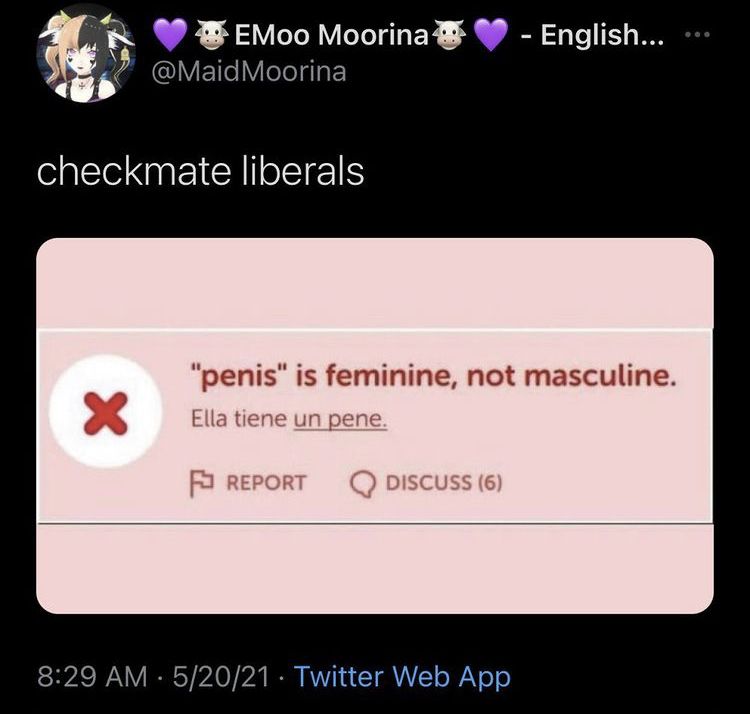 💜🐮EMoo Moorina🐮💜 - English...
@MaidMoorina
checkmate liberals
"penis" is feminine, not masculine.
Ella tiene un pene.
REPORT DISCUSS (6)
8:29 AM · 5/20/21 · Twitter Web App